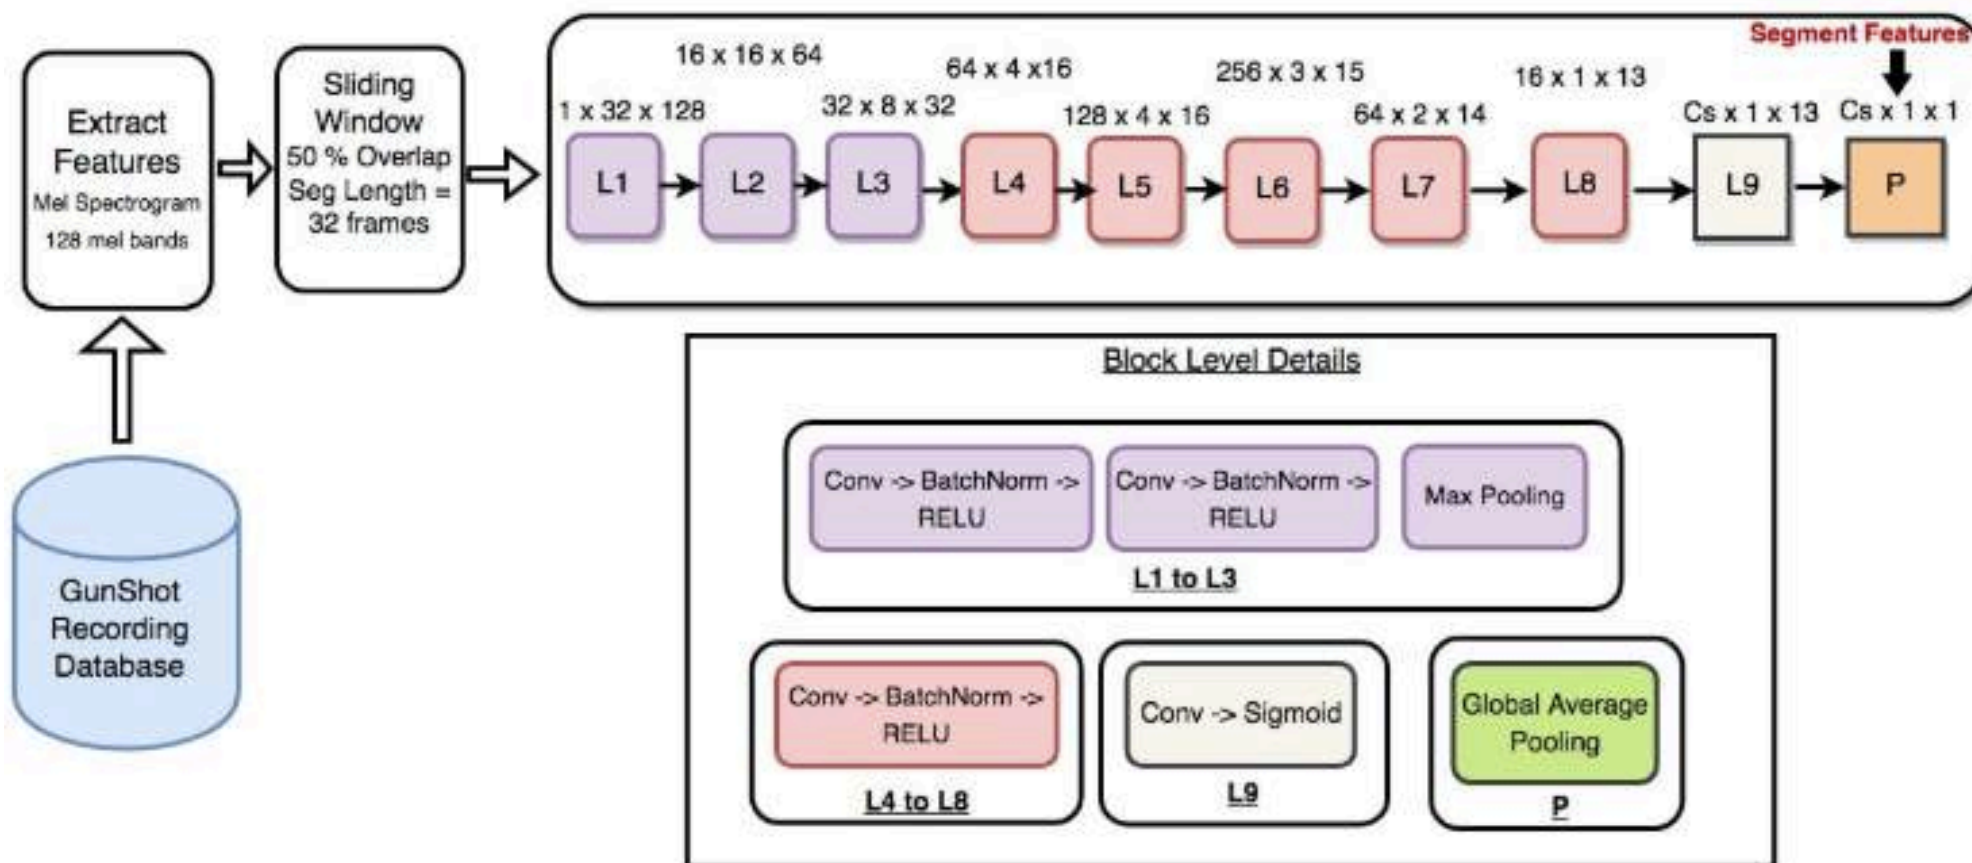 Extract
Features
Mel Spectrogram
128 mel bands
Sliding
Window
50 % Overlap
Seg Length =
32 frames
Segment Features
1 x 32 x 128
16 x 16 x 64
32 x 8 x 32
64 x 4 x16
128 x 4 x 16
256 x 3 x 15
64 x 2 x 14
16 x 1 x 13
Cs x 1 x 13
Cs x 1 x 1
L1
L2
L3
L4
L5
L6
L7
L8
L9
P
GunShot
Recording
Database
Block Level Details
Conv -> BatchNorm ->
RELU
Conv -> BatchNorm ->
RELU
Max Pooling
L1 to L3
Conv -> BatchNorm ->
RELU
L4 to L8
Conv -> Sigmoid
L9
Global Average
Pooling
P